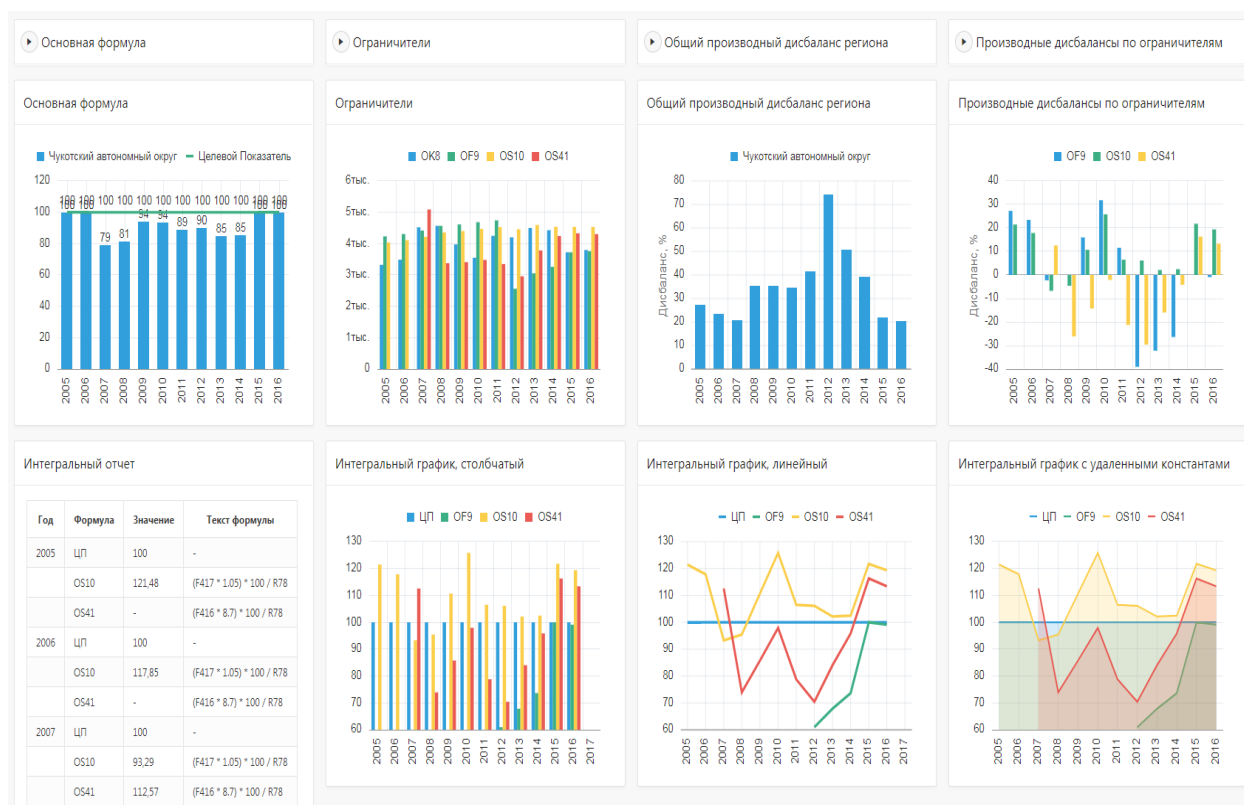 Основная формула
Ограничители
Общий производный дисбаланс региона
Производные дисбалансы по ограничителям
Основная формула
Чукотский автономный округ Целевой Показатель
120
100
80
60
40
20
0
100 100 100 100 100 100 100 100 100 100 100 100
100 100 79 81 94 94 89 90 85 85 100 100
2005 2006 2007 2008 2009 2010 2011 2012 2013 2014 2015 2016
Ограничители
OK8 OF9 OS10 OS41
6тыс.
5тыс.
4тыс.
3тыс.
2тыс.
1тыс.
0
2005 2006 2007 2008 2009 2010 2011 2012 2013 2014 2015 2016
Общий производный дисбаланс региона
Чукотский автономный округ
Дисбаланс, %
80
70
60
50
40
30
20
10
0
2005 2006 2007 2008 2009 2010 2011 2012 2013 2014 2015 2016
Производные дисбалансы по ограничителям
OF9 OS10 OS41
Дисбаланс, %
40
30
20
10
0
-10
-20
-30
-40
2005 2006 2007 2008 2009 2010 2011 2012 2013 2014 2015 2016
Интегральный отчет
Год Формула Значение Текст формулы
2005 ЦП 100 -
OS10 121,48 (F417 * 1.05) * 100 / R78
OS41 - (F416 * 8.7) * 100 / R78
2006 ЦП 100 -
OS10 117,85 (F417 * 1.05) * 100 / R78
OS41 - (F416 * 8.7) * 100 / R78
2007 ЦП 100 -
OS10 93,29 (F417 * 1.05) * 100 / R78
OS41 112,57 (F416 * 8.7) * 100 / R78
Интегральный график, столбчатый
ЦП OF9 OS10 OS41
130
120
110
100
90
80
70
60
2005 2006 2007 2008 2009 2010 2011 2012 2013 2014 2015 2016 2017
Интегральный график, линейный
ЦП OF9 OS10 OS41
130
120
110
100
90
80
70
60
2005 2006 2007 2008 2009 2010 2011 2012 2013 2014 2015 2016 2017
Интегральный график с удаленными константами
ЦП OF9 OS10 OS41
130
120
110
100
90
80
70
60
2005 2006 2007 2008 2009 2010 2011 2012 2013 2014 2015 2016